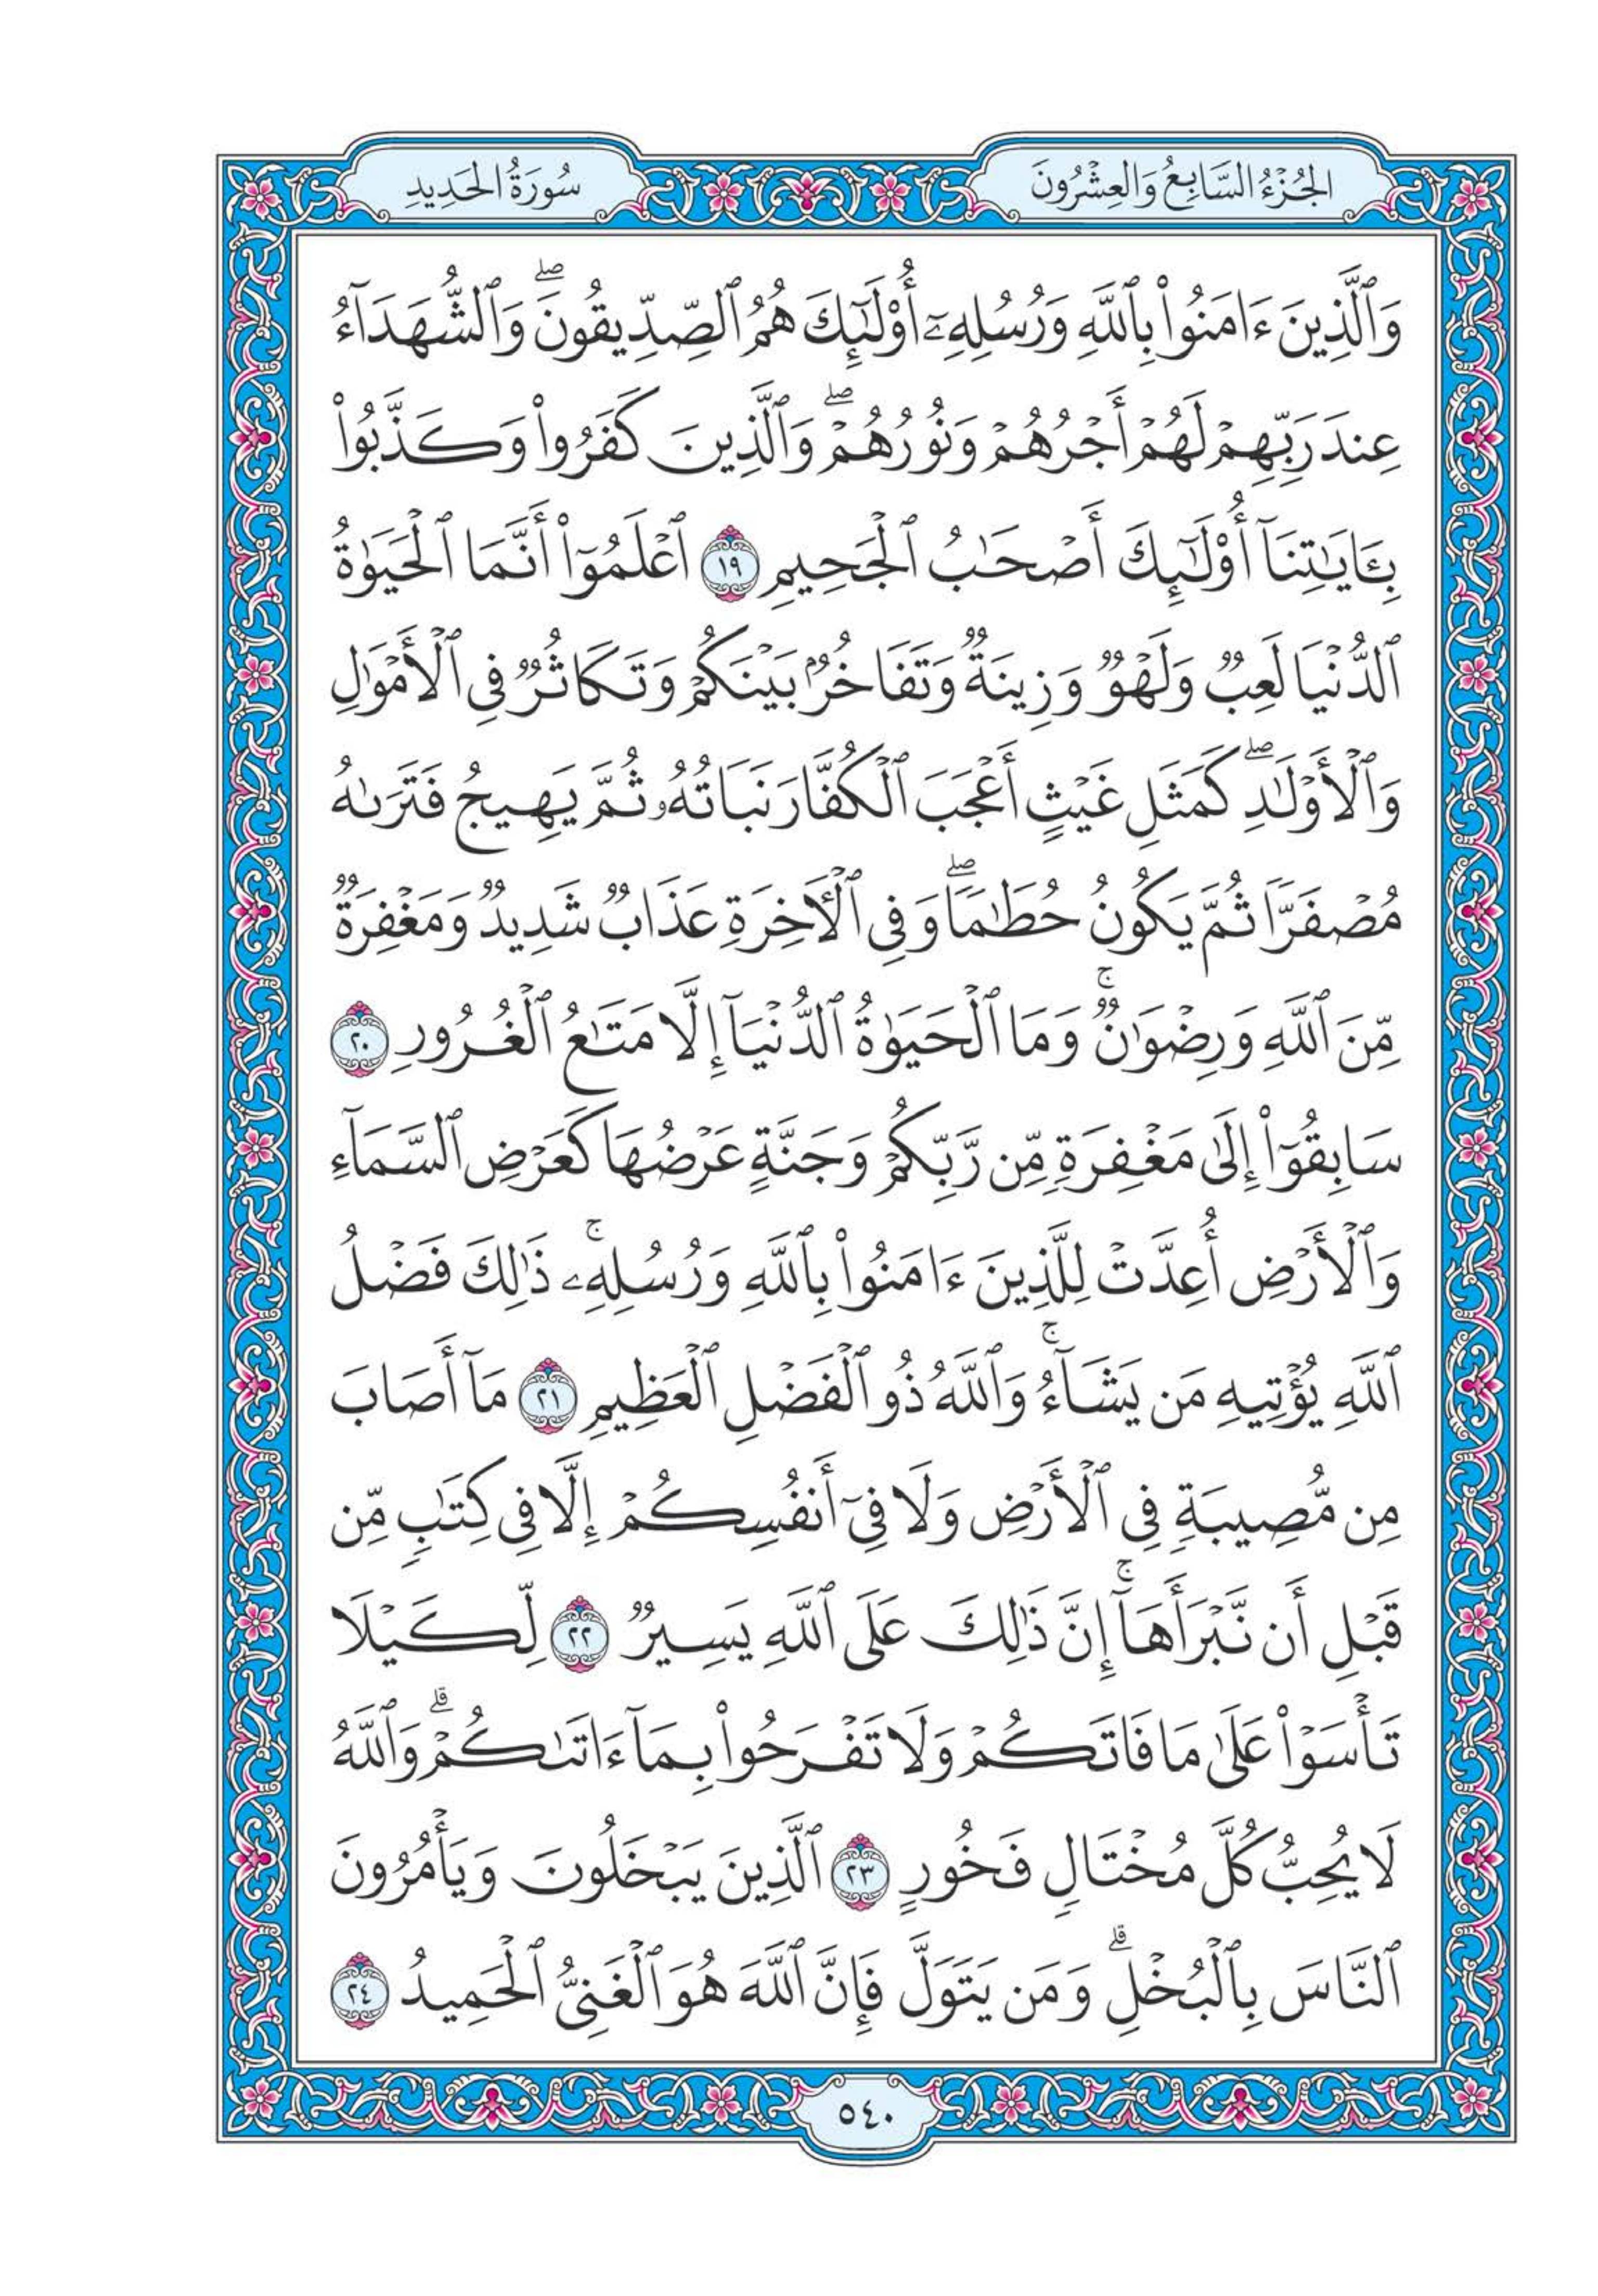 الجُزْءُ السَّابِعُ وَالعِشْرُونَ
سُورَةُ الحَدِيدِ
وَٱلَّذِينَ ءَامَنُوا۟ بِٱللَّهِ وَرُسُلِهِۦٓ أُو۟لَـٰٓئِكَ هُمُ ٱلصِّدِّيقُونَ ۖ وَٱلشُّهَدَآءُ
عِندَ رَبِّهِمْ لَهُمْ أَجْرُهُمْ وَنُورُهُمْ ۖ وَٱلَّذِينَ كَفَرُوا۟ وَكَذَّبُوا۟
بِـَٔايَـٰتِنَآ أُو۟لَـٰٓئِكَ أَصْحَـٰبُ ٱلْجَحِيمِ ١٩ ٱعْلَمُوٓا۟ أَنَّمَا ٱلْحَيَوٰةُ
ٱلدُّنْيَا لَعِبٌ وَلَهْوٌ وَزِينَةٌ وَتَفَاخُرٌۢ بَيْنَكُمْ وَتَكَاثُرٌ فِى ٱلْأَمْوَٰلِ
وَٱلْأَوْلَـٰدِ ۖ كَمَثَلِ غَيْثٍ أَعْجَبَ ٱلْكُفَّارَ نَبَاتُهُۥ ثُمَّ يَهِيجُ فَتَرَىٰهُ
مُصْفَرًّا ثُمَّ يَكُونُ حُطَـٰمًا ۖ وَفِى ٱلْـَٔاخِرَةِ عَذَابٌ شَدِيدٌ وَمَغْفِرَةٌ
مِّنَ ٱللَّهِ وَرِضْوَٰنٌ ۚ وَمَا ٱلْحَيَوٰةُ ٱلدُّنْيَآ إِلَّا مَتَـٰعُ ٱلْغُرُورِ ٢٠
سَابِقُوٓا۟ إِلَىٰ مَغْفِرَةٍ مِّن رَّبِّكُمْ وَجَنَّةٍ عَرْضُهَا كَعَرْضِ ٱلسَّمَآءِ
وَٱلْأَرْضِ أُعِدَّتْ لِلَّذِينَ ءَامَنُوا۟ بِٱللَّهِ وَرُسُلِهِۦ ۚ ذَٰلِكَ فَضْلُ
ٱللَّهِ يُؤْتِيهِ مَن يَشَآءُ ۚ وَٱللَّهُ ذُو ٱلْفَضْلِ ٱلْعَظِيمِ ٢١ مَآ أَصَابَ
مِن مُّصِيبَةٍ فِى ٱلْأَرْضِ وَلَا فِىٓ أَنفُسِكُمْ إِلَّا فِى كِتَـٰبٍ مِّن
قَبْلِ أَن نَّبْرَأَهَآ ۚ إِنَّ ذَٰلِكَ عَلَى ٱللَّهِ يَسِيرٌ ٢٢ لِّكَيْلَا
تَأْسَوْا۟ عَلَىٰ مَا فَاتَكُمْ وَلَا تَفْرَحُوا۟ بِمَآ ءَاتَىٰكُمْ ۗ وَٱللَّهُ
لَا يُحِبُّ كُلَّ مُخْتَالٍ فَخُورٍ ٢٣ ٱلَّذِينَ يَبْخَلُونَ وَيَأْمُرُونَ
ٱلنَّاسَ بِٱلْبُخْلِ ۗ وَمَن يَتَوَلَّ فَإِنَّ ٱللَّهَ هُوَ ٱلْغَنِىُّ ٱلْحَمِيدُ ٢٤
٥٤٠